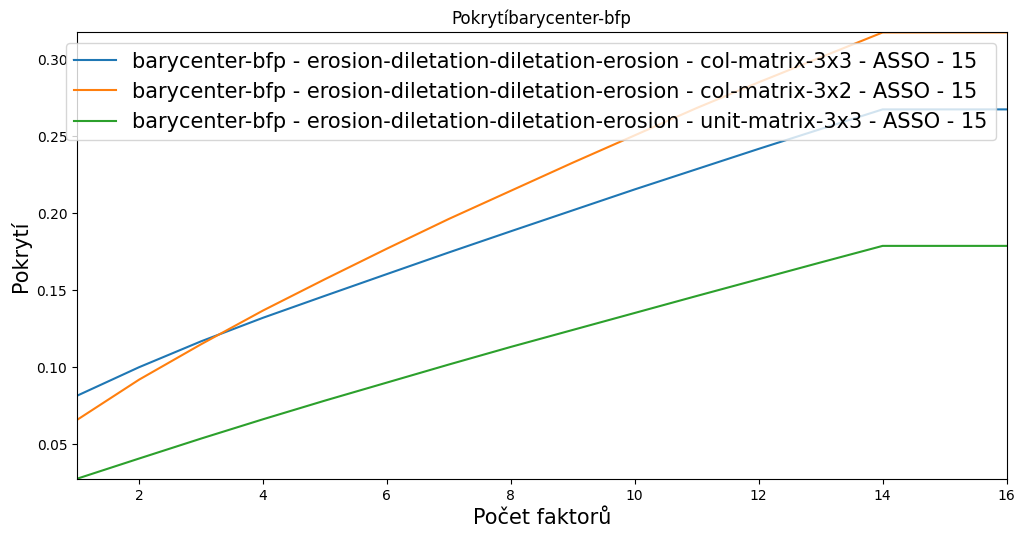 Pokrytíbarycenter-bfp
barycenter-bfp - erosion-diletation-diletation-erosion - col-matrix-3x3 - ASSO - 15
barycenter-bfp - erosion-diletation-diletation-erosion - col-matrix-3x2 - ASSO - 15
barycenter-bfp - erosion-diletation-diletation-erosion - unit-matrix-3x3 - ASSO - 15
Pokrytí
0.30
0.25
0.20
0.15
0.10
0.05
2 4 6 8 10 12 14 16
Počet faktorů